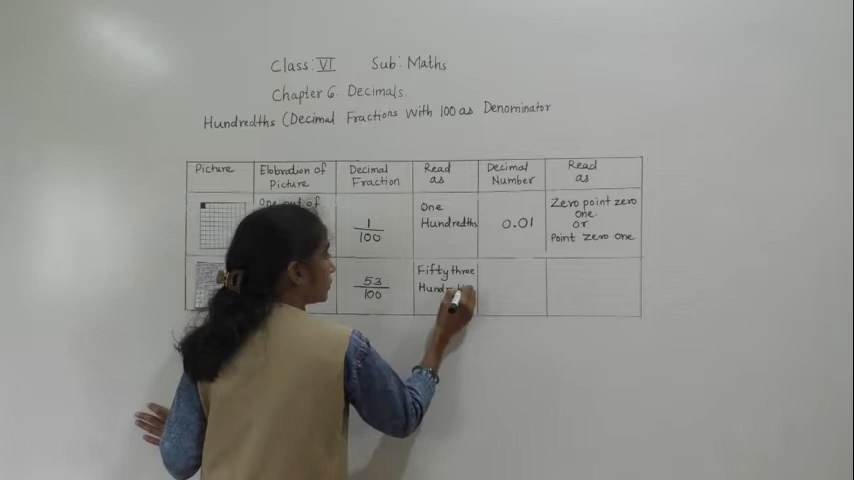 Class: VI Sub: Maths
Chapter 6. Decimals.
Hundredths (Decimal Fractions with 100 as Denominator
Picture
Elobration of
Picture
Decimal
Fraction
Read
as
Decimal
Number
Read
as
One out of
1
100
One
Hundredths
0.01
Zero point zero
one.
or
Point zero one
53
100
Fifty three